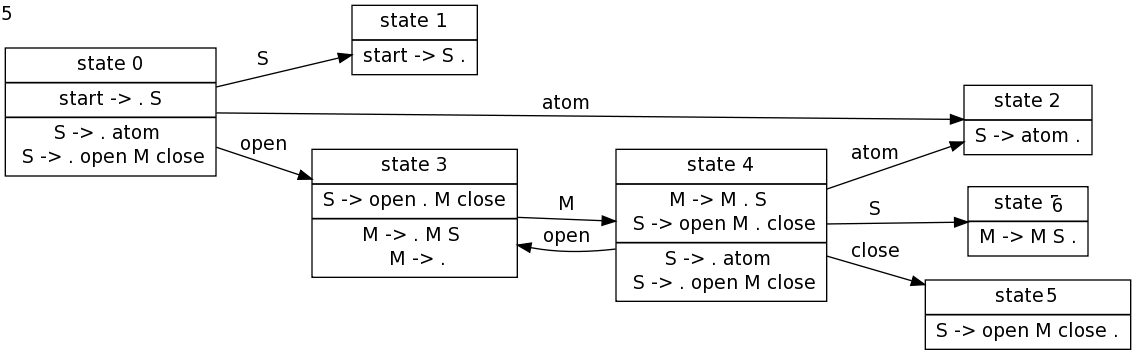 5
state 0
start -> . S
S -> . atom
S -> . open M close
S
state 1
start -> S .
atom
open
state 2
S -> atom .
state 3
S -> open . M close
M -> . M S
M -> .
M
open
state 4
M -> M . S
S -> open M . close
S -> . atom
S -> . open M close
atom
S
close
state 6
M -> M S .
state 5
S -> open M close .